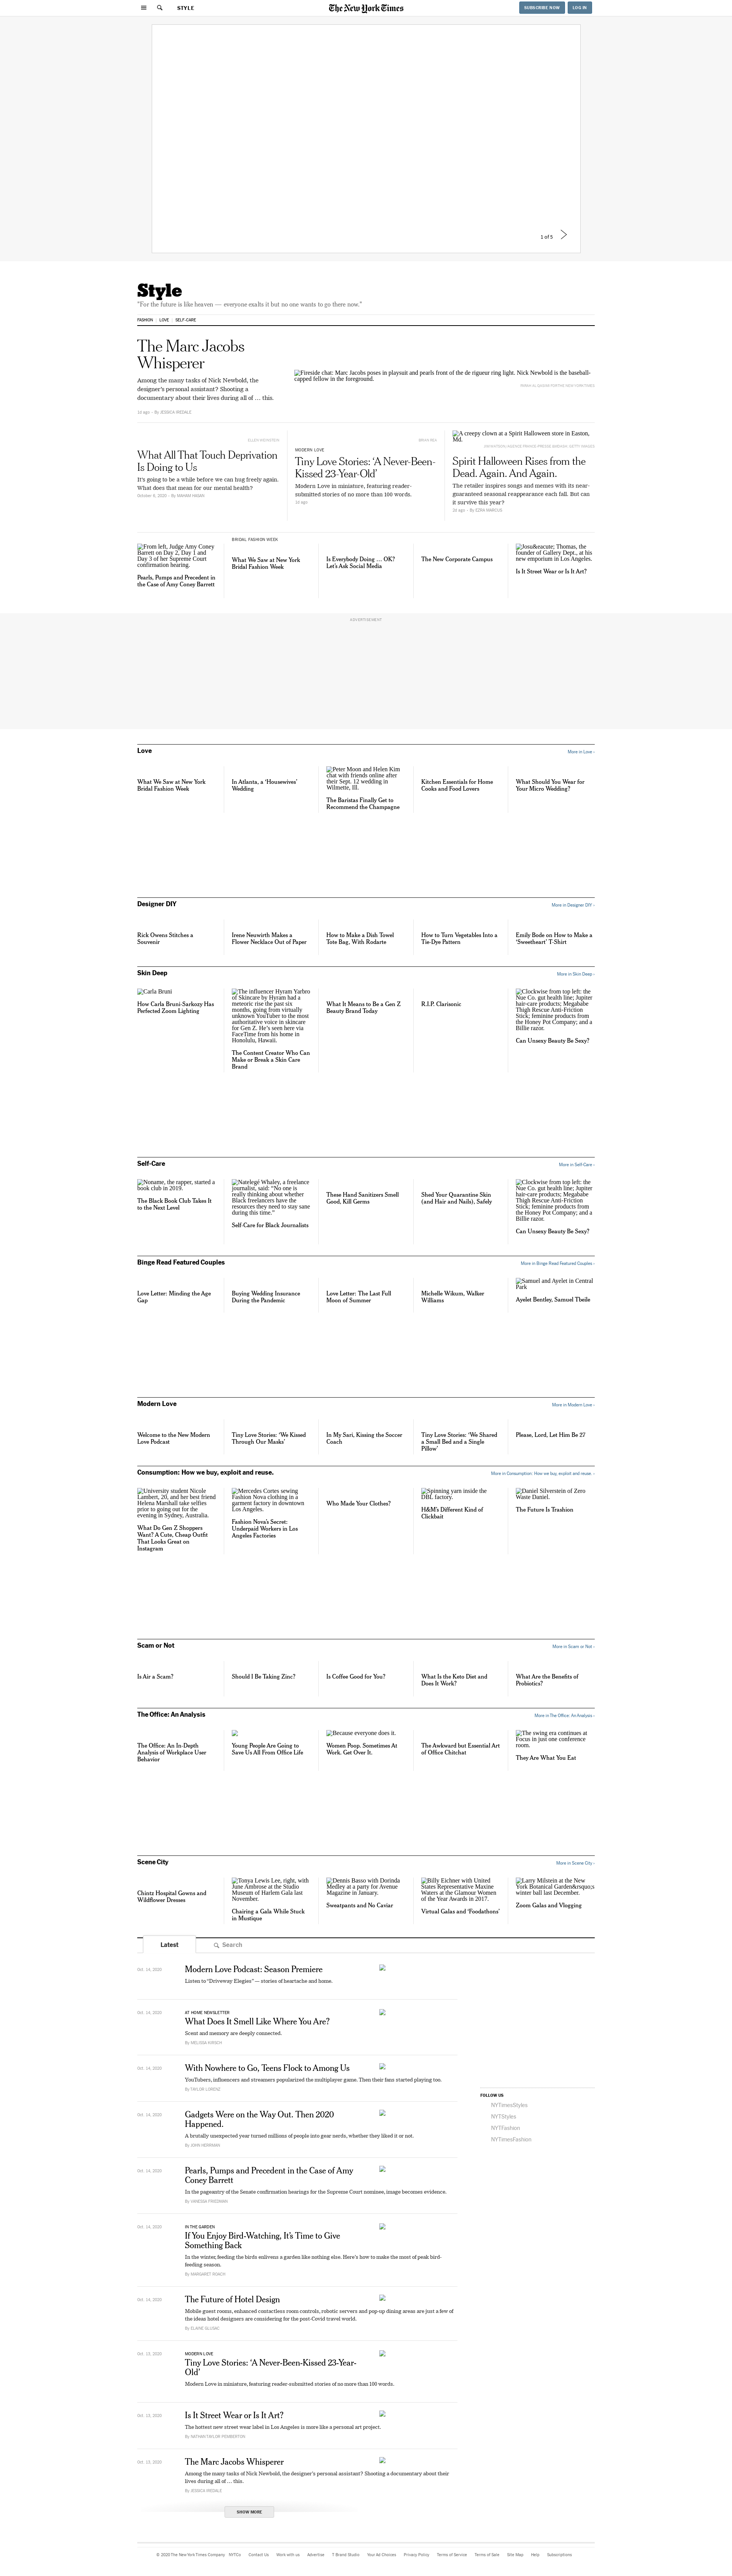 STYLE
The New York Times
SUBSCRIBE NOW
LOG IN
1 of 5
Style
"For the future is like heaven — everyone exalts it but no one wants to go there now."
FASHION
LOVE
SELF-CARE
The Marc Jacobs
Whisperer
Among the many tasks of Nick Newbold, the
designer's personal assistant? Shooting a
documentary about their lives during all of … this.
1d ago
By JESSICA IREDALE
Fireside chat: Marc Jacobs poses in playsuit and pearls front of the de rigueur ring light. Nick Newbold is the baseball-
capped fellow in the foreground.
What All That Touch Deprivation
Is Doing to Us
It's going to be a while before we can hug freely again.
What does that mean for our mental health?
October 6, 2020
MODERN LOVE
Tiny Love Stories: 'A Never-Been-
Kissed 23-Year-Old'
Modern Love in miniature, featuring reader-
submitted stories of no more than 100 words.
1d ago
A creepy clown at a Spirit Halloween store in Easton,
Md.
Spirit Halloween Rises from the
Dead. Again. And Again.
The retailer inspires songs and memes with its near-
guaranteed seasonal reappearance each fall. But can
it survive this year?
2d ago
By EZRA MARCUS
From left, Judge Amy Coney
Barrett on Day 2, Day 1 and
Day 3 of her Supreme Court
confirmation hearing.
Pearls, Pumps and Precedent in
the Case of Amy Coney Barrett
BRIDAL FASHION WEEK
What We Saw at New York
Bridal Fashion Week
Is Everybody Doing … OK?
Let's Ask Social Media
The New Corporate Campus
Jos&eacute; Thomas, the
founder of Gallery Dept., at his
new emporium in Los Angeles.
Is It Street Wear or Is It Art?
ADVERTISEMENT
Love
More in Love ›
What We Saw at New York
Bridal Fashion Week
In Atlanta, a 'Housewives'
Wedding
Peter Moon and Helen Kim
chat with friends online after
their Sept. 12 wedding in
Wilmette, Ill.
The Baristas Finally Get to
Recommend the Champagne
Kitchen Essentials for Home
Cooks and Food Lovers
What Should You Wear for
Your Micro Wedding?
Designer DIY
More in Designer DIY ›
Rick Owens Stitches a
Souvenir
Irene Neuwirth Makes a
Flower Necklace Out of Paper
How to Make a Dish Towel
Tote Bag, With Rodarte
How to Turn Vegetables Into a
Tie-Dye Pattern
Emily Bode on How to Make a
'Sweetheart' T-Shirt
Skin Deep
More in Skin Deep ›
Carla Bruni
How Carla Bruni-Sarkozy Has
Perfected Zoom Lighting
The influencer Hyram Yarbro
of Skincare by Hyram had a
meteoric rise the past six
months, going from virtually
unknown YouTuber to the most
authoritative voice in skincare
for Gen Z. He's seen here via
FaceTime from his home in
Honolulu, Hawaii.
The Content Creator Who Can
Make or Break a Skin Care
Brand
What It Means to Be a Gen Z
Beauty Brand Today
R.I.P. Clarisonic
Clockwise from top left: the
Nue Co. gut health line; Jupiter
hair-care products; Megababe
Thigh Rescue Anti-Friction
Stick; feminine products from
the Honey Pot Company; and a
Billie razor.
Can Unsexy Beauty Be Sexy?
Self-Care
More in Self-Care ›
Noname, the rapper, started a
book club in 2019.
The Black Book Club Takes It
to the Next Level
Natelegé Whaley, a freelance
journalist, said: "No one is
really thinking about whether
Black freelancers have the
resources they need to stay sane
during this time."
Self-Care for Black Journalists
These Hand Sanitizers Smell
Good, Kill Germs
Shed Your Quarantine Skin
(and Hair and Nails), Safely
Clockwise from top left: the
Nue Co. gut health line; Jupiter
hair-care products; Megababe
Thigh Rescue Anti-Friction
Stick; feminine products from
the Honey Pot Company; and a
Billie razor.
Can Unsexy Beauty Be Sexy?
Binge Read Featured Couples
More in Binge Read Featured Couples ›
Love Letter: Minding the Age
Gap
Buying Wedding Insurance
During the Pandemic
Love Letter: The Last Full
Moon of Summer
Michelle Wikum, Walker
Williams
Samuel and Ayelet in Central
Park
Ayelet Bentley, Samuel Tbeile
Modern Love
More in Modern Love ›
Welcome to the New Modern
Love Podcast
Tiny Love Stories: 'We Kissed
Through Our Masks'
In My Sari, Kissing the Soccer
Coach
Tiny Love Stories: 'We Shared
a Small Bed and a Single
Pillow'
Please, Lord, Let Him Be 27
Consumption: How we buy, exploit and reuse.
More in Consumption: How we buy, exploit and reuse. ›
University student Nicole
Lambert, 20, and her best friend
Helena Marshall take selfies
prior to going out for the
evening in Sydney, Australia.
What Do Gen Z Shoppers
Want? A Cute, Cheap Outfit
That Looks Great on
Instagram
Mercedes Cortes sewing
Fashion Nova clothing in a
garment factory in downtown
Los Angeles.
Fashion Nova's Secret:
Underpaid Workers in Los
Angeles Factories
Who Made Your Clothes?
Spinning yarn inside the
DBL factory.
H&M's Different Kind of
Clickbait
Daniel Silverstein of Zero
Waste Daniel.
The Future Is Trashion
Scam or Not
More in Scam or Not ›
Is Air a Scam?
Should I Be Taking Zinc?
Is Coffee Good for You?
What Is the Keto Diet and
Does It Work?
What Are the Benefits of
Probiotics?
The Office: An Analysis
More in The Office: An Analysis ›
The Office: An In-Depth
Analysis of Workplace User
Behavior
Young People Are Going to
Save Us All From Office Life
Because everyone does it.
Women Poop. Sometimes At
Work. Get Over It.
The Awkward but Essential Art
of Office Chitchat
The swing era continues at
Focus in just one conference
room.
They Are What You Eat
Scene City
More in Scene City ›
Chintz Hospital Gowns and
Wildflower Dresses
Tonya Lewis Lee, right, with
June Ambrose at the Studio
Museum of Harlem Gala last
November.
Chairing a Gala While Stuck
in Mustique
Dennis Basso with Dorinda
Medley at a party for Avenue
Magazine in January.
Sweatpants and No Caviar
Billy Eichner with United
States Representative Maxine
Waters at the Glamour Women
of the Year Awards in 2017.
Virtual Galas and 'Foodathons'
Larry Milstein at the New
York Botanical Garden&rsquo;s
winter ball last December.
Zoom Galas and Vlogging
Latest
Search
Oct. 14, 2020
Modern Love Podcast: Season Premiere
Listen to "Driveway Elegies" — stories of heartache and home.
Oct. 14, 2020
AT HOME NEWSLETTER
What Does It Smell Like Where You Are?
Scent and memory are deeply connected.
By MELISSA KIRSCH
Oct. 14, 2020
With Nowhere to Go, Teens Flock to Among Us
YouTubers, influencers and streamers popularized the multiplayer game. Then their fans started playing too.
By TAYLOR LORENZ
FOLLOW US
NYTimesStyles
NYTStyles
NYTFashion
NYTimesFashion
Oct. 14, 2020
Gadgets Were on the Way Out. Then 2020
Happened.
A brutally unexpected year turned millions of people into gear nerds, whether they liked it or not.
By JOHN HERRMAN
Oct. 14, 2020
Pearls, Pumps and Precedent in the Case of Amy
Coney Barrett
In the pageantry of the Senate confirmation hearings for the Supreme Court nominee, image becomes evidence.
By VANESSA FRIEDMAN
Oct. 14, 2020
IN THE GARDEN
If You Enjoy Bird-Watching, It's Time to Give
Something Back
In the winter, feeding the birds enlivens a garden like nothing else. Here's how to make the most of peak bird-
feeding season.
By MARGARET ROACH
Oct. 14, 2020
The Future of Hotel Design
Mobile guest rooms, enhanced contactless room controls, robotic servers and pop-up dining areas are just a few of
the ideas hotel designers are considering for the post-Covid travel world.
By ELAINE GLUSAC
Oct. 13, 2020
MODERN LOVE
Tiny Love Stories: 'A Never-Been-Kissed 23-Year-
Old'
Modern Love in miniature, featuring reader-submitted stories of no more than 100 words.
Oct. 13, 2020
Is It Street Wear or Is It Art?
The hottest new street wear label in Los Angeles is more like a personal art project.
By NATHAN TAYLOR PEMBERTON
Oct. 13, 2020
The Marc Jacobs Whisperer
Among the many tasks of Nick Newbold, the designer's personal assistant? Shooting a documentary about their
lives during all of … this.
By JESSICA IREDALE
SHOW MORE
© 2020 The New York Times Company
NYTCo
Contact Us
Work with us
Advertise
T Brand Studio
Your Ad Choices
Privacy Policy
Terms of Service
Terms of Sale
Site Map
Help
Subscriptions